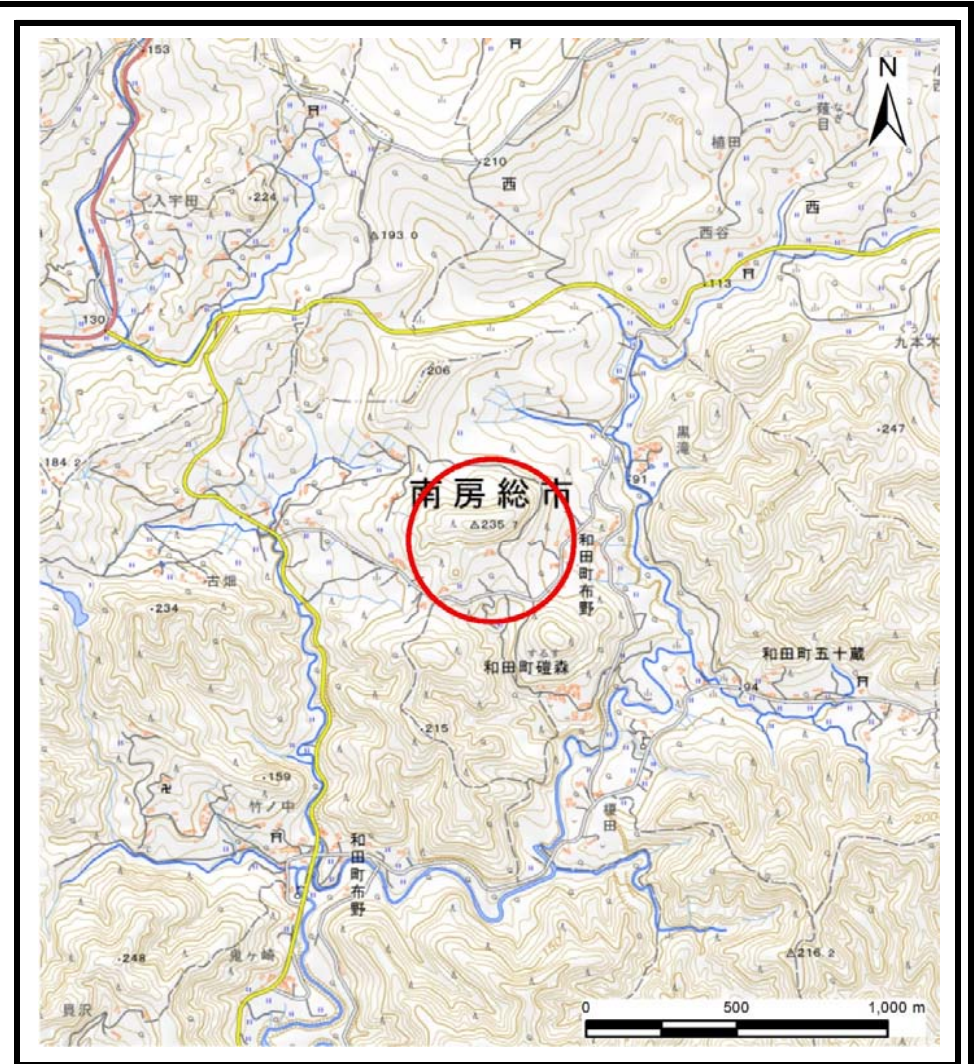 153
N
植田
210
西
入宇田
224
西
193.0
西谷
113
130
九本木
206
黒滝
247
184.2
91
南房総市
235.7
和田町布野
古畑
234
するす
和田町磑森
和田町五十蔵
94
215
159
竹ノ中
榎田
和田町布野
216.2
248
鬼ヶ崎
貝沢
0 500 1,000 m